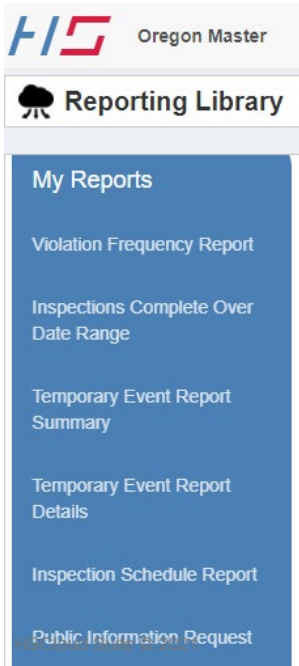 HS Oregon Master
Reporting Library
My Reports
Violation Frequency Report
Inspections Complete Over
Date Range
Temporary Event Report
Summary
Temporary Event Report
Details
Inspection Schedule Report
Public Information Request